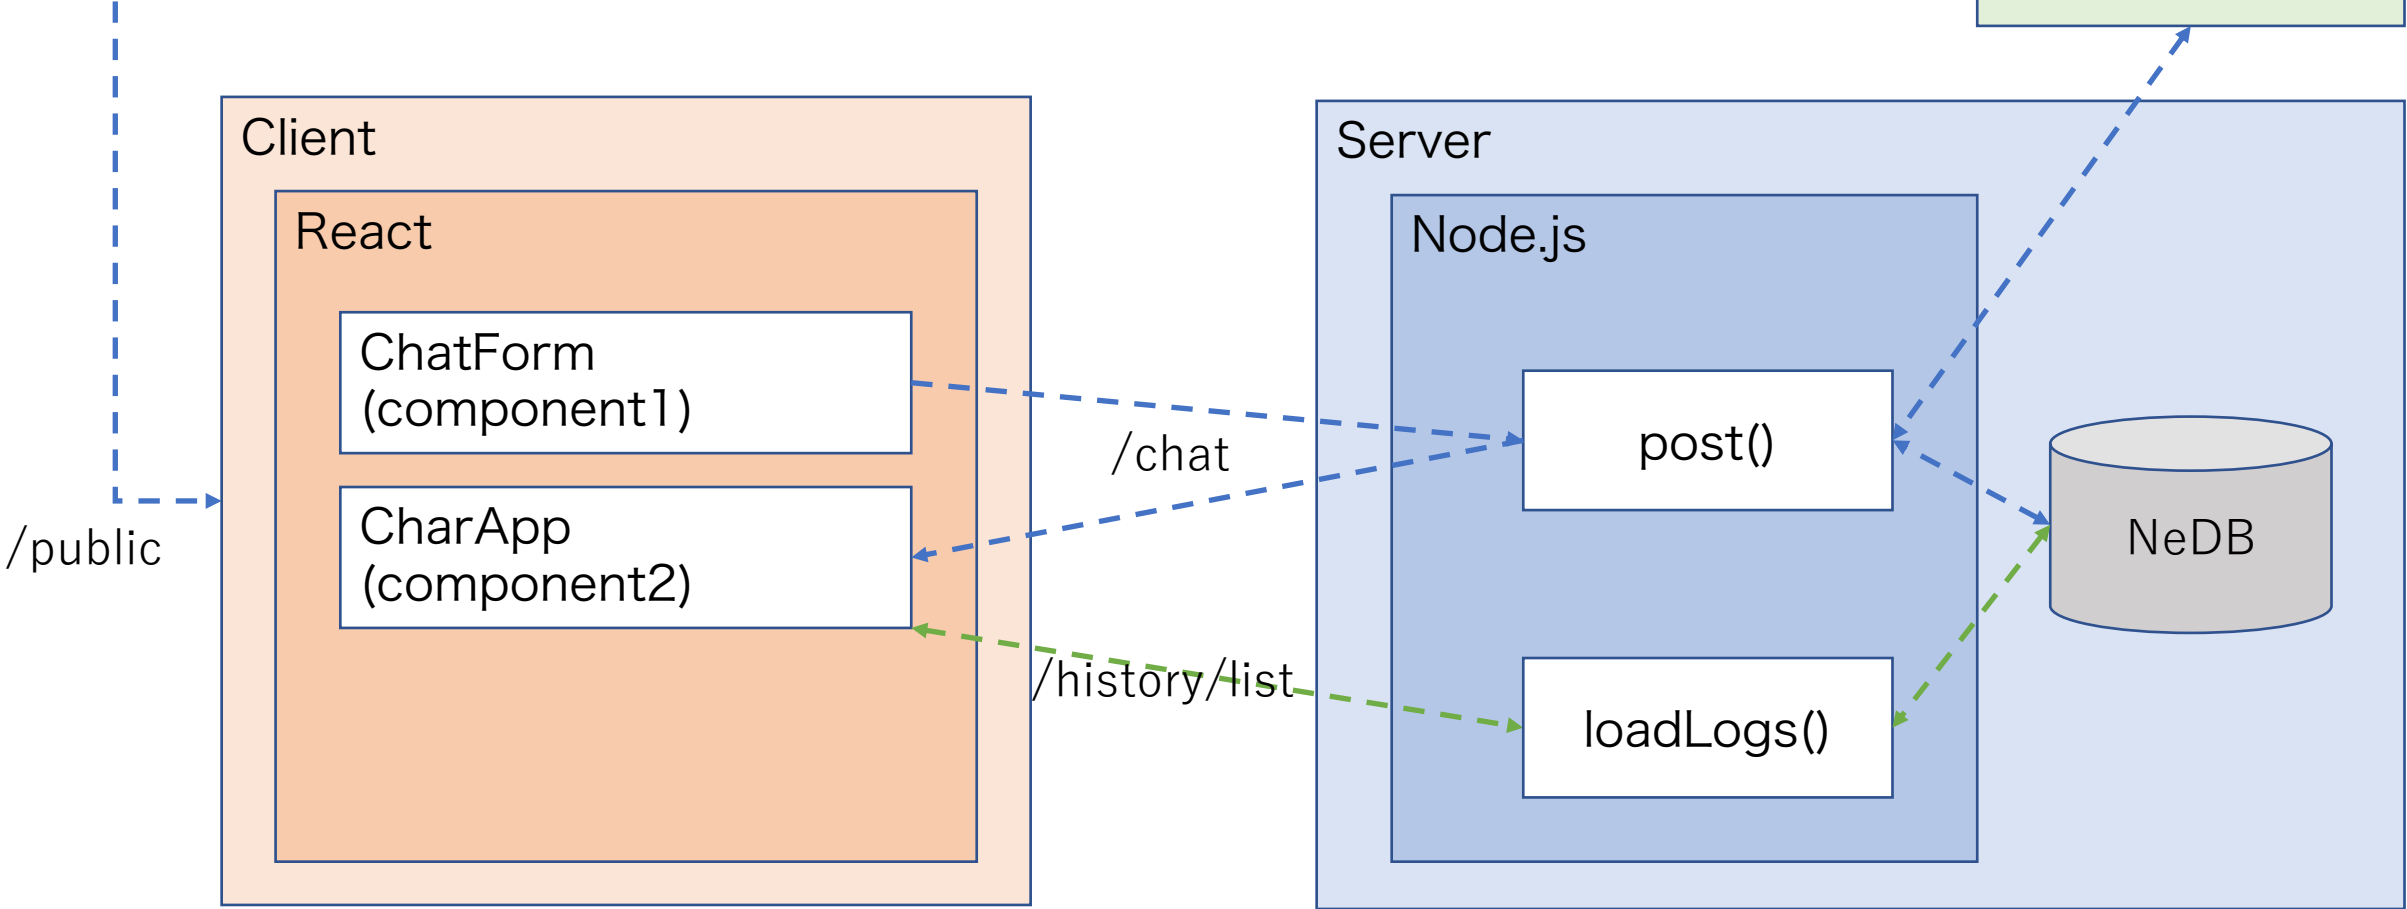 Client
React
ChatForm
(component1)
CharApp
(component2)
/public
/chat
/history/list
Server
Node.js
post()
loadLogs()
NeDB